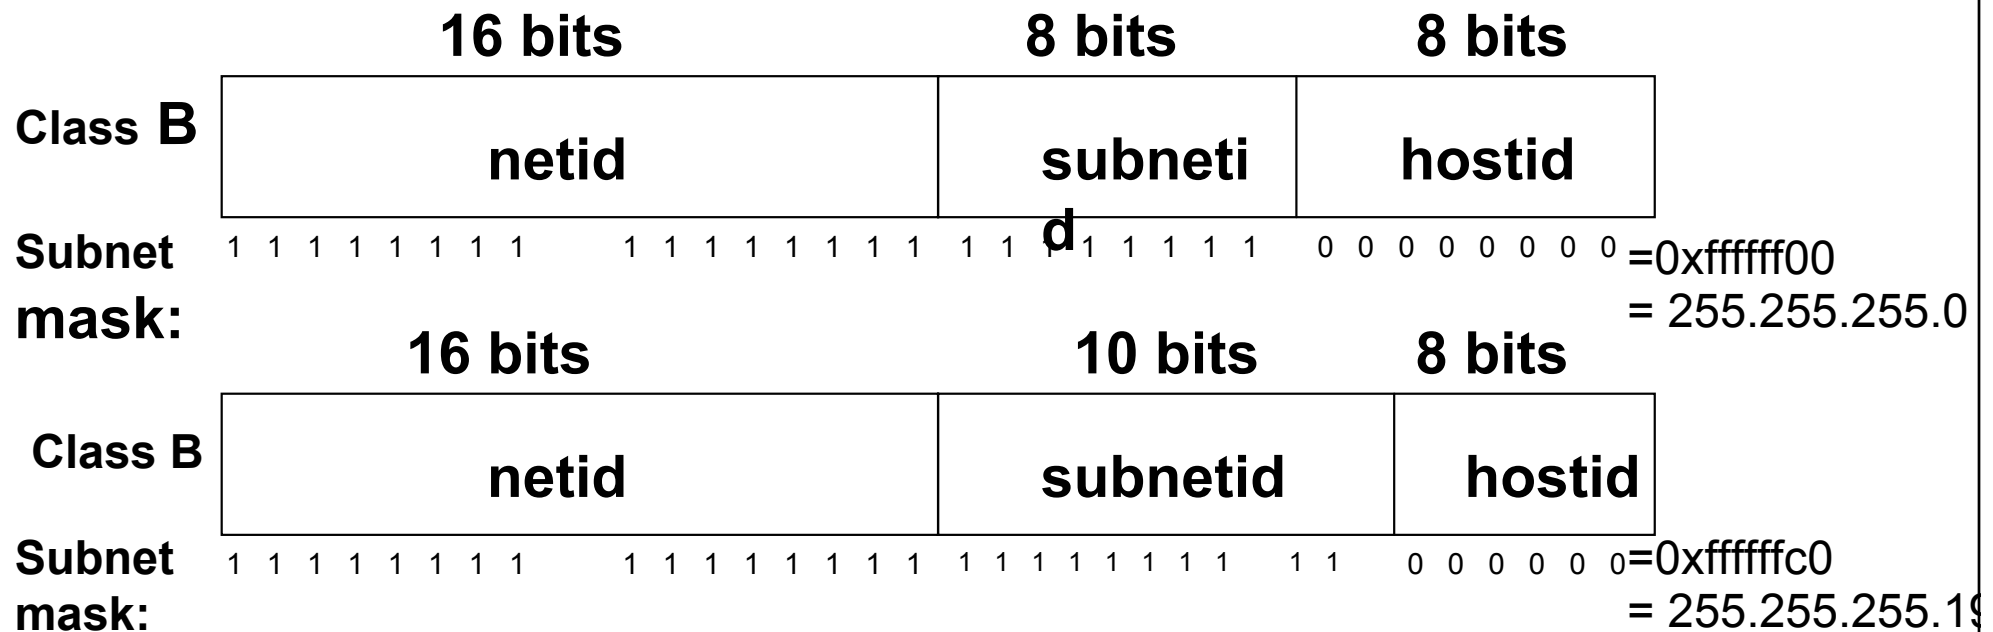 16 bits 8 bits 8 bits
Class B netid subneti hostid
d
Subnet 1 1 1 1 1 1 1 1 1 1 1 1 1 1 1 1 1 1 1 1 1 1 1 1 0 0 0 0 0 0 0 0 =0xffffff00
mask: = 255.255.255.0
16 bits 10 bits 8 bits
Class B netid subnetid hostid
Subnet 1 1 1 1 1 1 1 1 1 1 1 1 1 1 1 1 1 1 1 1 1 1 1 1 1 1 0 0 0 0 0 0 =0xffffffc0
mask: = 255.255.255.19